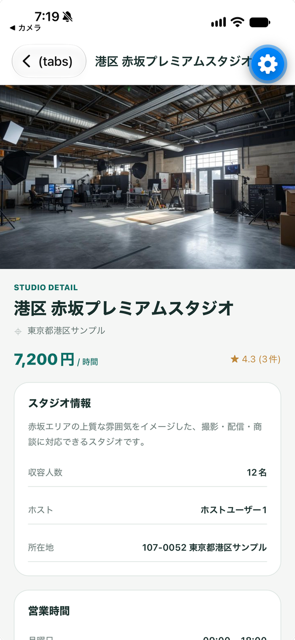 7:19
◀ カメラ
(tabs)
港区 赤坂プレミアムスタジオ
STUDIO DETAIL
港区 赤坂プレミアムスタジオ
東京都港区サンプル
7,200円 / 時間
★ 4.3 (3件)
スタジオ情報
赤坂エリアの上質な雰囲気をイメージした、撮影・配信・商
談に対応できるスタジオです。
収容人数 12名
ホスト ホストユーザー1
所在地 107-0052 東京都港区サンプル
営業時間